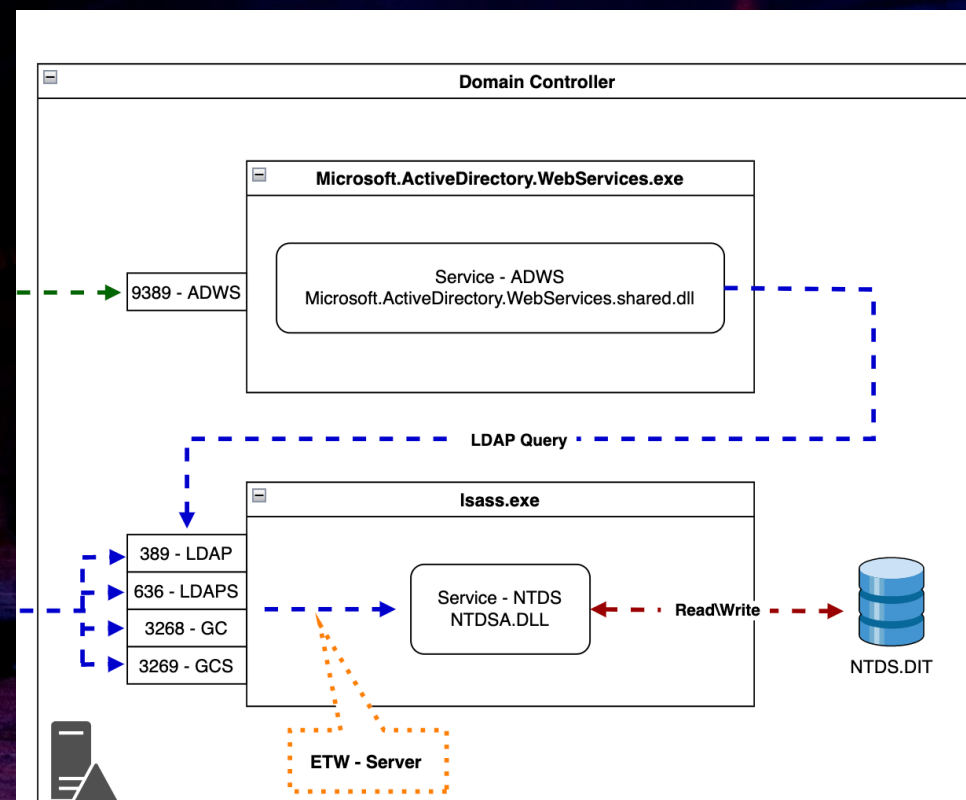 Domain Controller
Microsoft.ActiveDirectory.WebServices.exe
Service - ADWS
Microsoft.ActiveDirectory.WebServices.shared.dll
9389 - ADWS
LDAP Query
lsass.exe
389 - LDAP
636 - LDAPS
3268 - GC
3269 - GCS
Service - NTDS
NTDSA.DLL
Read\Write
NTDS.DIT
ETW - Server